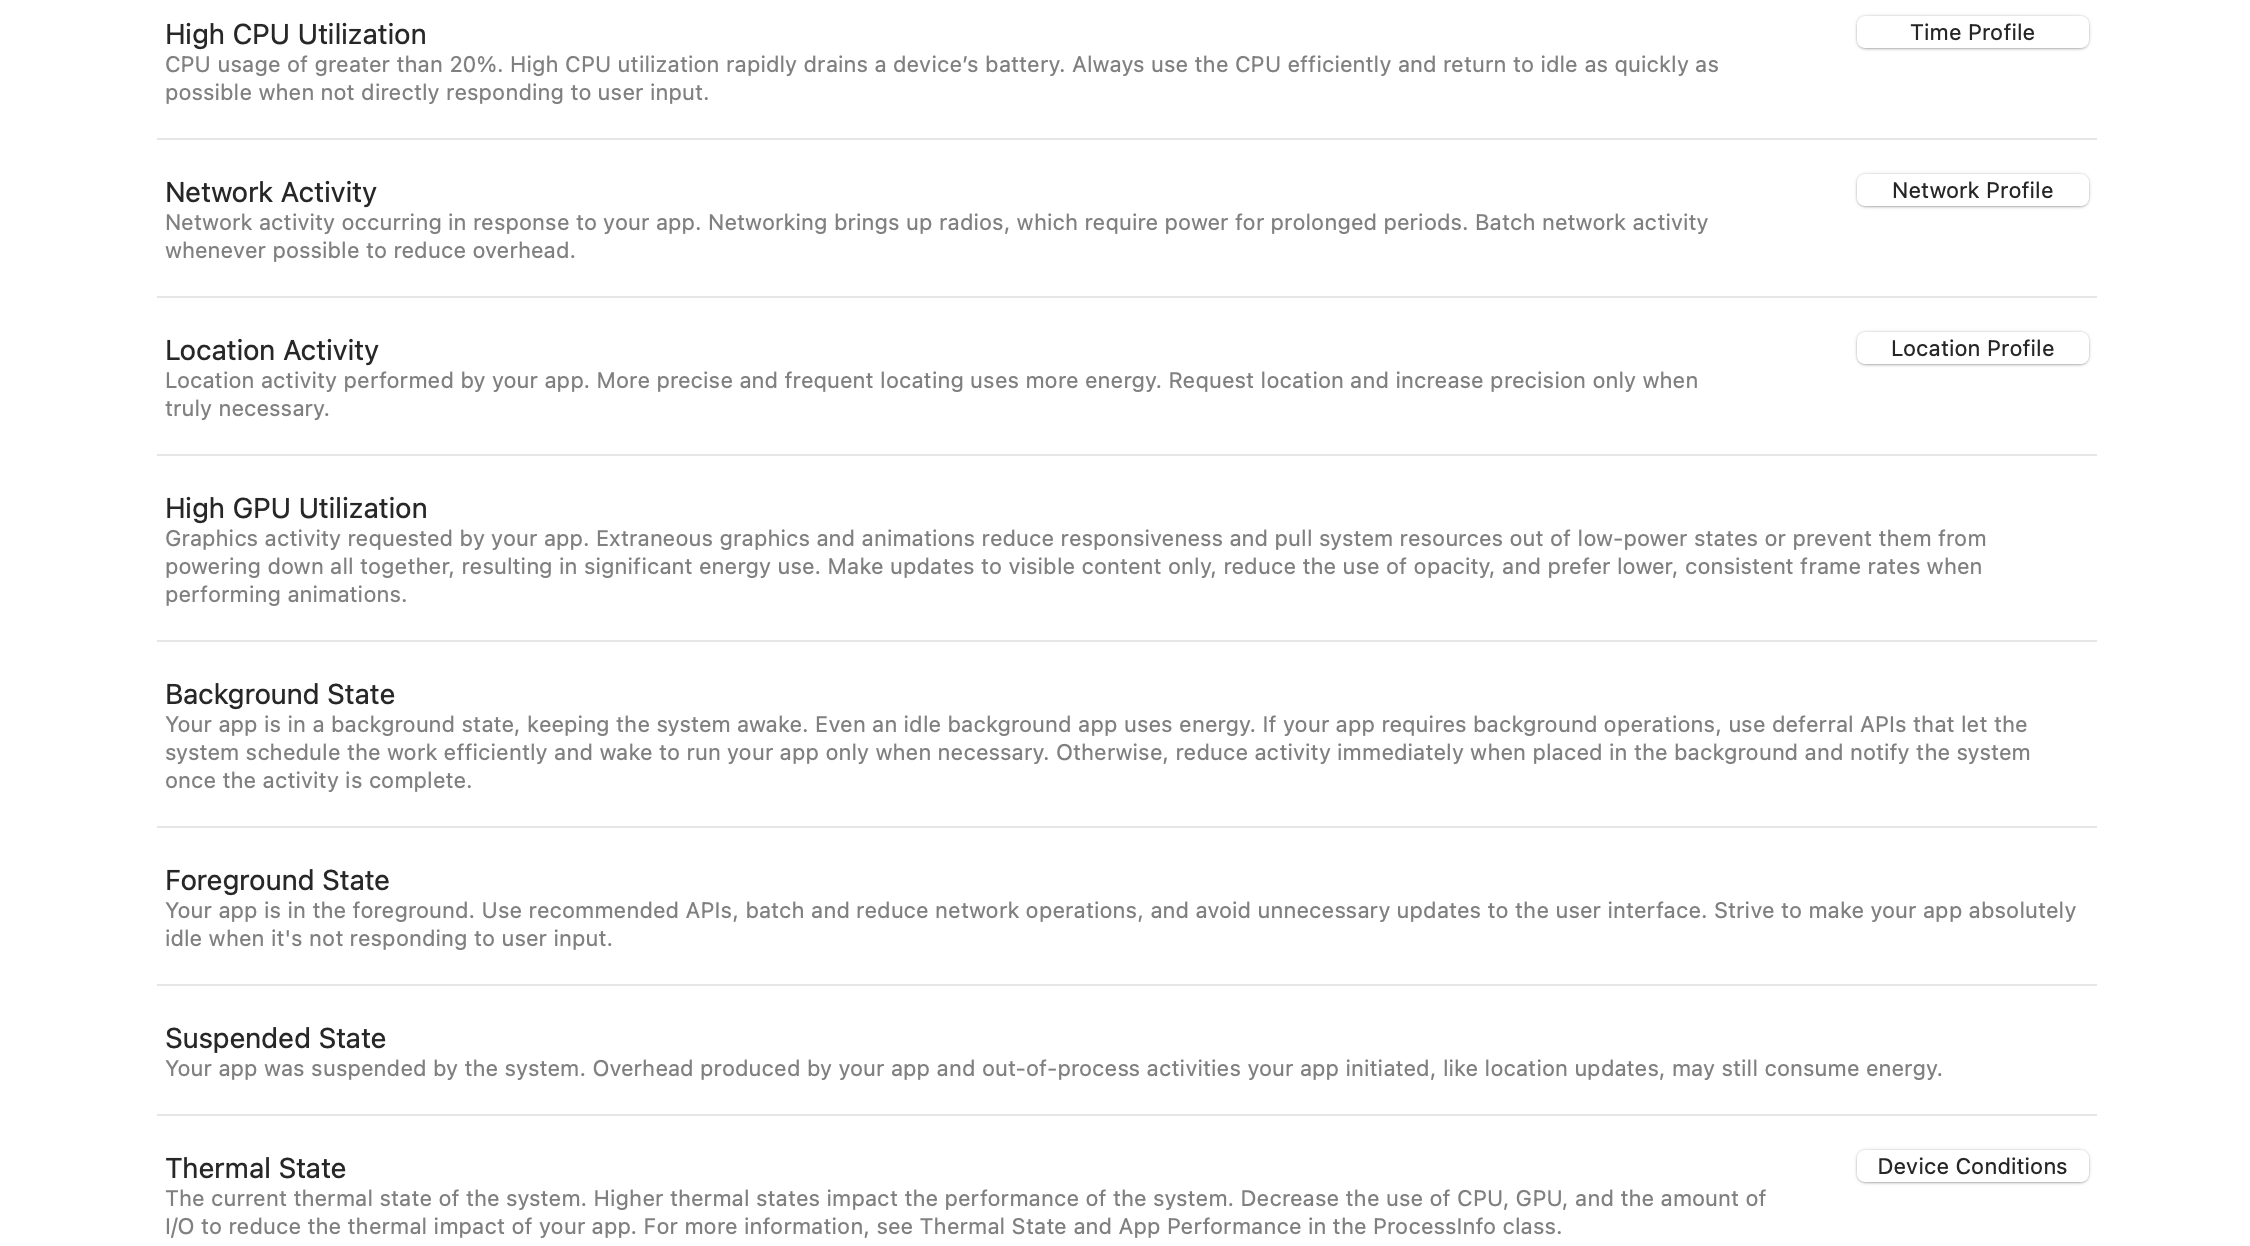 High CPU Utilization
Time Profile
CPU usage of greater than 20%. High CPU utilization rapidly drains a device’s battery. Always use the CPU efficiently and return to idle as quickly as
possible when not directly responding to user input.
Network Activity
Network Profile
Network activity occurring in response to your app. Networking brings up radios, which require power for prolonged periods. Batch network activity
whenever possible to reduce overhead.
Location Activity
Location Profile
Location activity performed by your app. More precise and frequent locating uses more energy. Request location and increase precision only when
truly necessary.
High GPU Utilization
Graphics activity requested by your app. Extraneous graphics and animations reduce responsiveness and pull system resources out of low-power states or prevent them from
powering down all together, resulting in significant energy use. Make updates to visible content only, reduce the use of opacity, and prefer lower, consistent frame rates when
performing animations.
Background State
Your app is in a background state, keeping the system awake. Even an idle background app uses energy. If your app requires background operations, use deferral APIs that let the
system schedule the work efficiently and wake to run your app only when necessary. Otherwise, reduce activity immediately when placed in the background and notify the system
once the activity is complete.
Foreground State
Your app is in the foreground. Use recommended APIs, batch and reduce network operations, and avoid unnecessary updates to the user interface. Strive to make your app absolutely
idle when it's not responding to user input.
Suspended State
Your app was suspended by the system. Overhead produced by your app and out-of-process activities your app initiated, like location updates, may still consume energy.
Thermal State
Device Conditions
The current thermal state of the system. Higher thermal states impact the performance of the system. Decrease the use of CPU, GPU, and the amount of
I/O to reduce the thermal impact of your app. For more information, see Thermal State and App Performance in the ProcessInfo class.